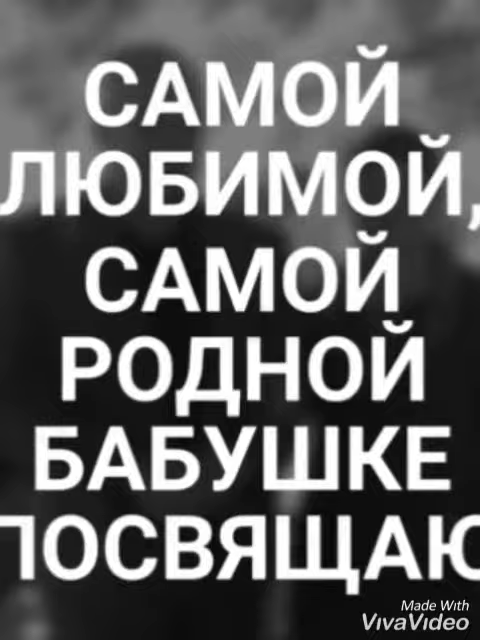 САМОЙ
ЛЮБИМОЙ,
САМОЙ
РОДНОЙ
БАБУШКЕ
ПОСВЯЩАЮ
Made With
VivaVideo